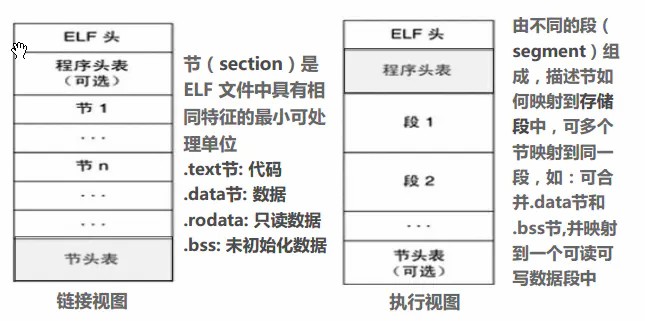 ELF 头
程序头表
（可选）
节 1
...
节 n
...
...
节头表
链接视图
节（section）是
ELF 文件中具有相
同特征的最小可处
理单位
.text节: 代码
.data节: 数据
.rodata: 只读数据
.bss: 未初始化数据
ELF 头
程序头表
段 1
段 2
...
节头表
（可选）
执行视图
由不同的段（
segment）组
成，描述节如
何映射到存储
段中，可多个
节映射到同一
段，如：可合
并.data节和
.bss节,并映射
到一个可读可
写数据段中